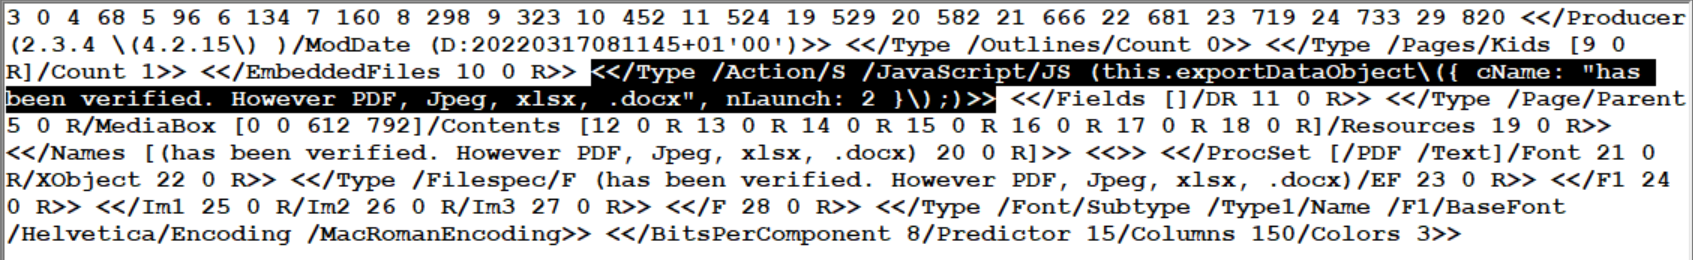 3 0 4 68 5 96 6 134 7 160 8 298 9 323 10 452 11 524 19 529 20 582 21 666 22 681 23 719 24 733 29 820 <</Producer
(2.3.4 \(4.2.15\) )/ModDate (D:20220317081145+01'00')>> <</Type /Outlines/Count 0>> <</Type /Pages/Kids [9 0
R]/Count 1>> <</EmbeddedFiles 10 0 R>> <</Type /Action/S /JavaScript/JS (this.exportDataObject\({ cName: "has
been verified. However PDF, Jpeg, xlsx, .docx", nLaunch: 2 }\);)>> <</Fields []/DR 11 0 R>> <</Type /Page/Parent
5 0 R/MediaBox [0 0 612 792]/Contents [12 0 R 13 0 R 14 0 R 15 0 R 16 0 R 17 0 R 18 0 R]/Resources 19 0 R>>
<</Names [(has been verified. However PDF, Jpeg, xlsx, .docx) 20 0 R]>> <<>> <</ProcSet [/PDF /Text]/Font 21 0
R/XObject 22 0 R>> <</Type /Filespec/F (has been verified. However PDF, Jpeg, xlsx, .docx)/EF 23 0 R>> <</F1 24
0 R>> <</Im1 25 0 R/Im2 26 0 R/Im3 27 0 R>> <</F 28 0 R>> <</Type /Font/Subtype /Type1/Name /F1/BaseFont
/Helvetica/Encoding /MacRomanEncoding>> <</BitsPerComponent 8/Predictor 15/Columns 150/Colors 3>>